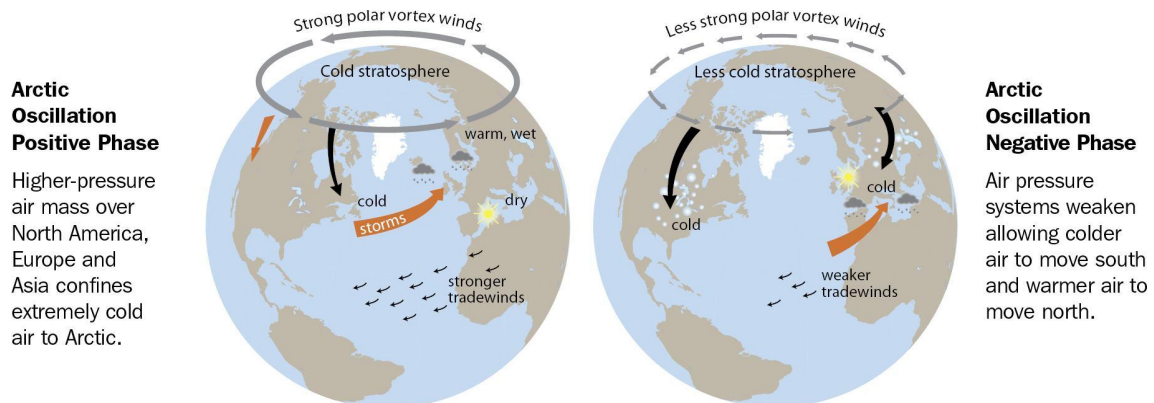 Arctic
Oscillation
Positive Phase
Higher-pressure
air mass over
North America,
Europe and
Asia confines
extremely cold
air to Arctic.
Strong polar vortex winds
Cold stratosphere
warm, wet
cold
dry
storms
stronger
tradewinds
Less strong polar vortex winds
Less cold stratosphere
cold
cold
weaker
tradewinds
Arctic
Oscillation
Negative Phase
Air pressure
systems weaken
allowing colder
air to move south
and warmer air to
move north.